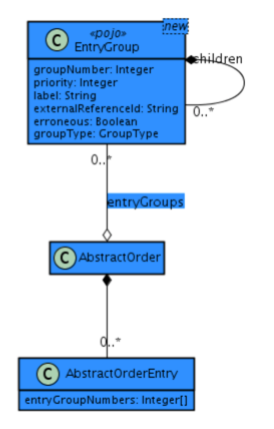 «pojo»
new
C EntryGroup
children
groupNumber: Integer
priority: Integer
label: String
externalReferenceId: String
erroneous: Boolean
groupType: GroupType
0..*
0..*
entryGroups
C AbstractOrder
0..*
C AbstractOrderEntry
entryGroupNumbers: Integer[]